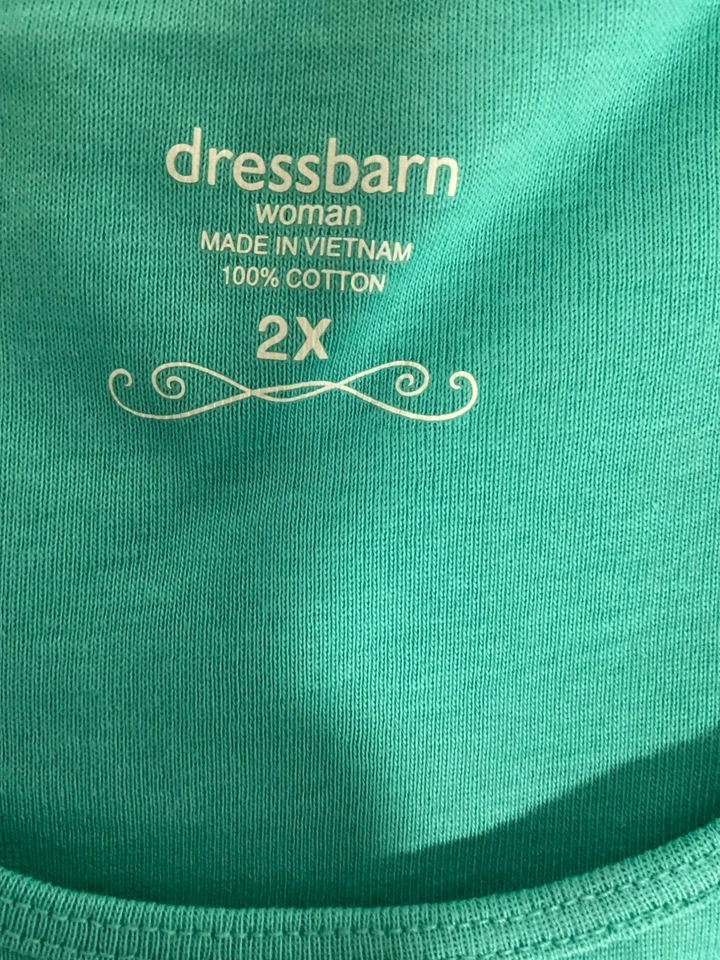 dressbarn
woman
MADE IN VIETNAM
100% COTTON
2X